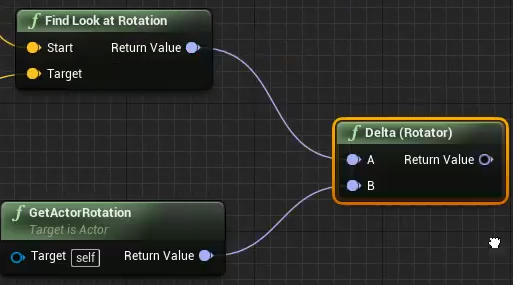 f Find Look at Rotation
Start Return Value
Target
f Delta (Rotator)
A Return Value
B
f GetActorRotation
Target is Actor
Target self Return Value